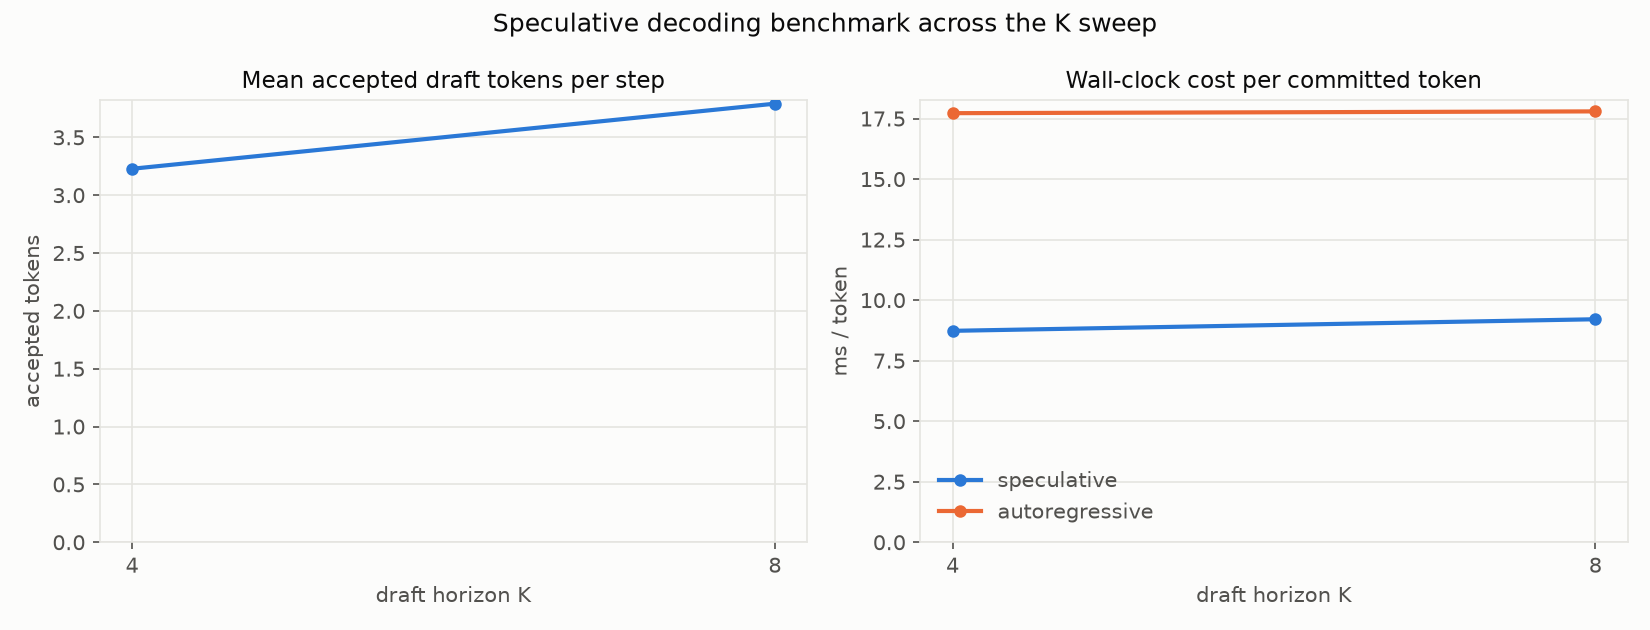 Speculative decoding benchmark across the K sweep
Mean accepted draft tokens per step
accepted tokens
3.5
3.0
2.5
2.0
1.5
1.0
0.5
0.0
4
8
draft horizon K
Wall-clock cost per committed token
ms / token
17.5
15.0
12.5
10.0
7.5
5.0
2.5
0.0
speculative
autoregressive
4
8
draft horizon K